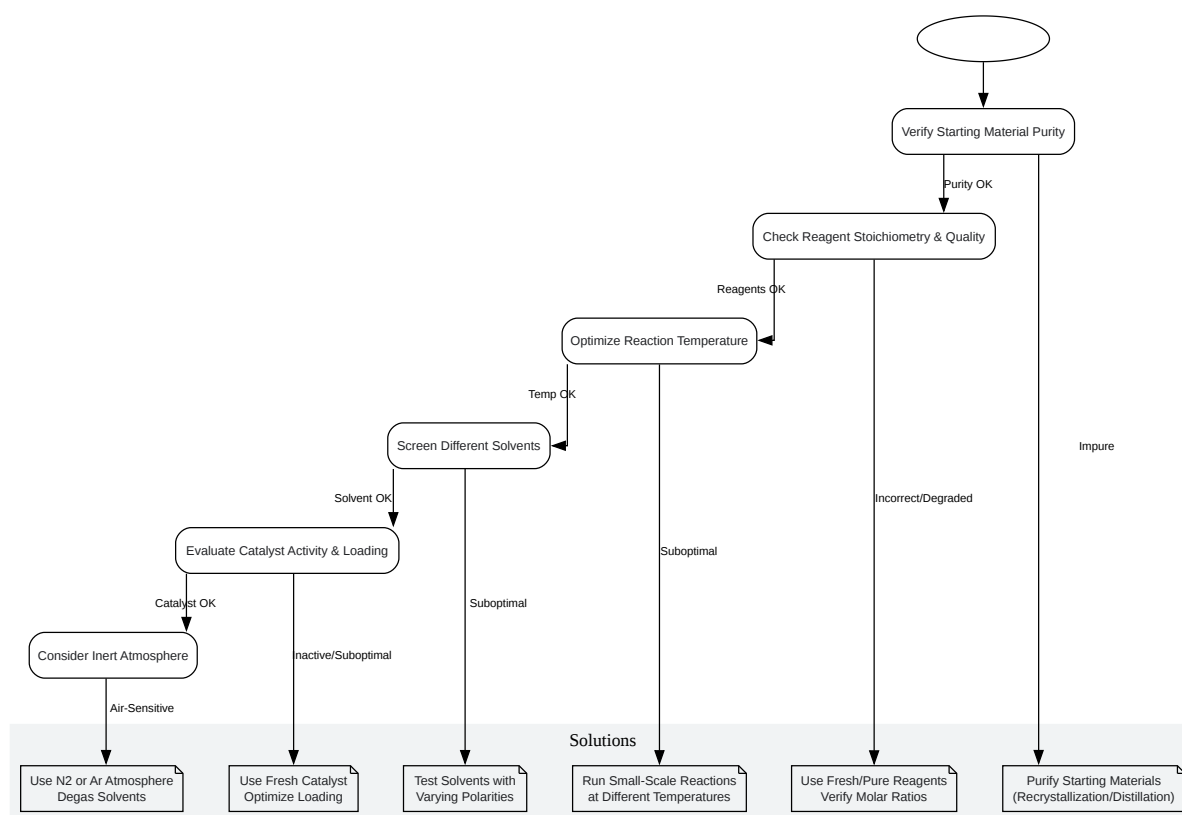 Verify Starting Material Purity
Purity OK
Check Reagent Stoichiometry & Quality
Reagents OK
Optimize Reaction Temperature
Temp OK
Screen Different Solvents
Impure
Solvent OK
Incorrect/Degraded
Evaluate Catalyst Activity & Loading
Suboptimal
Catalyst OK
Suboptimal
Consider Inert Atmosphere
Inactive/Suboptimal
Air-Sensitive
Solutions
Use N2 or Ar Atmosphere
Degas Solvents
Use Fresh Catalyst
Optimize Loading
Test Solvents with
Varying Polarities
Run Small-Scale Reactions
at Different Temperatures
Use Fresh/Pure Reagents
Verify Molar Ratios
Purify Starting Materials
(Recrystallization/Distillation)